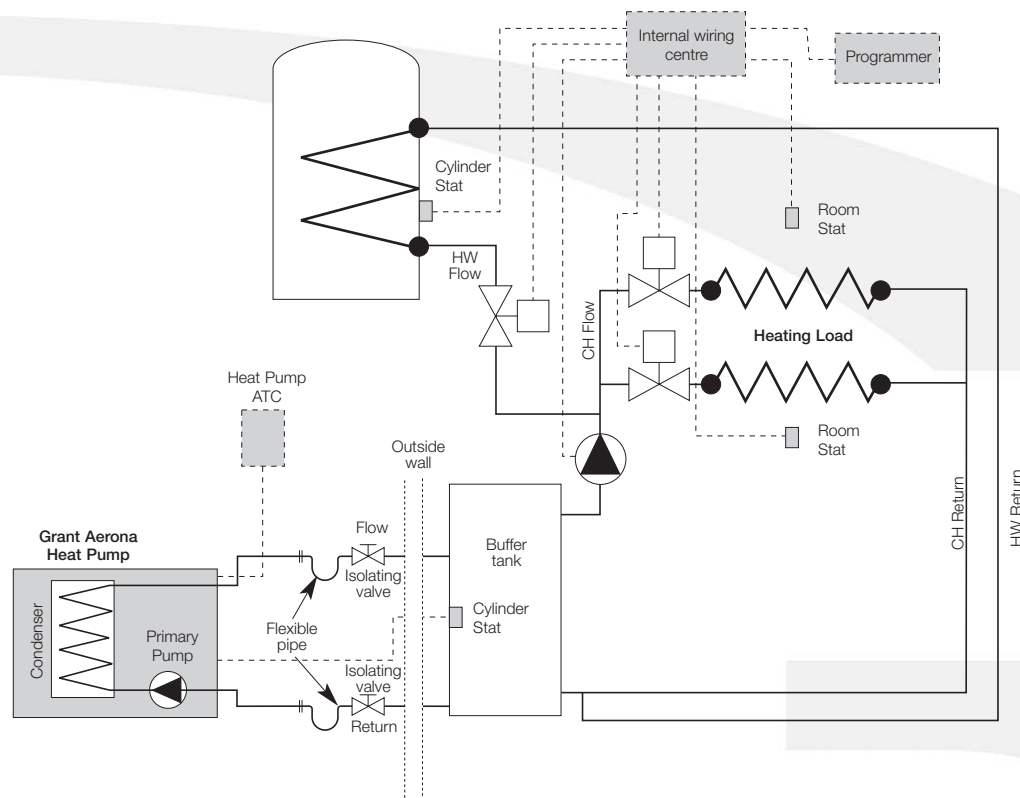 Internal wiring
centre
Programmer
Cylinder
Stat
Room
Stat
HW
Flow
CH Flow
Heating Load
Heat Pump
ATC
Room
Stat
Outside
wall
CH Return
HW Return
Grant Aerona
Heat Pump
Flow
Isolating
valve
Buffer
tank
Condenser
Primary
Pump
Flexible
pipe
Cylinder
Stat
Isolating
valve
Return